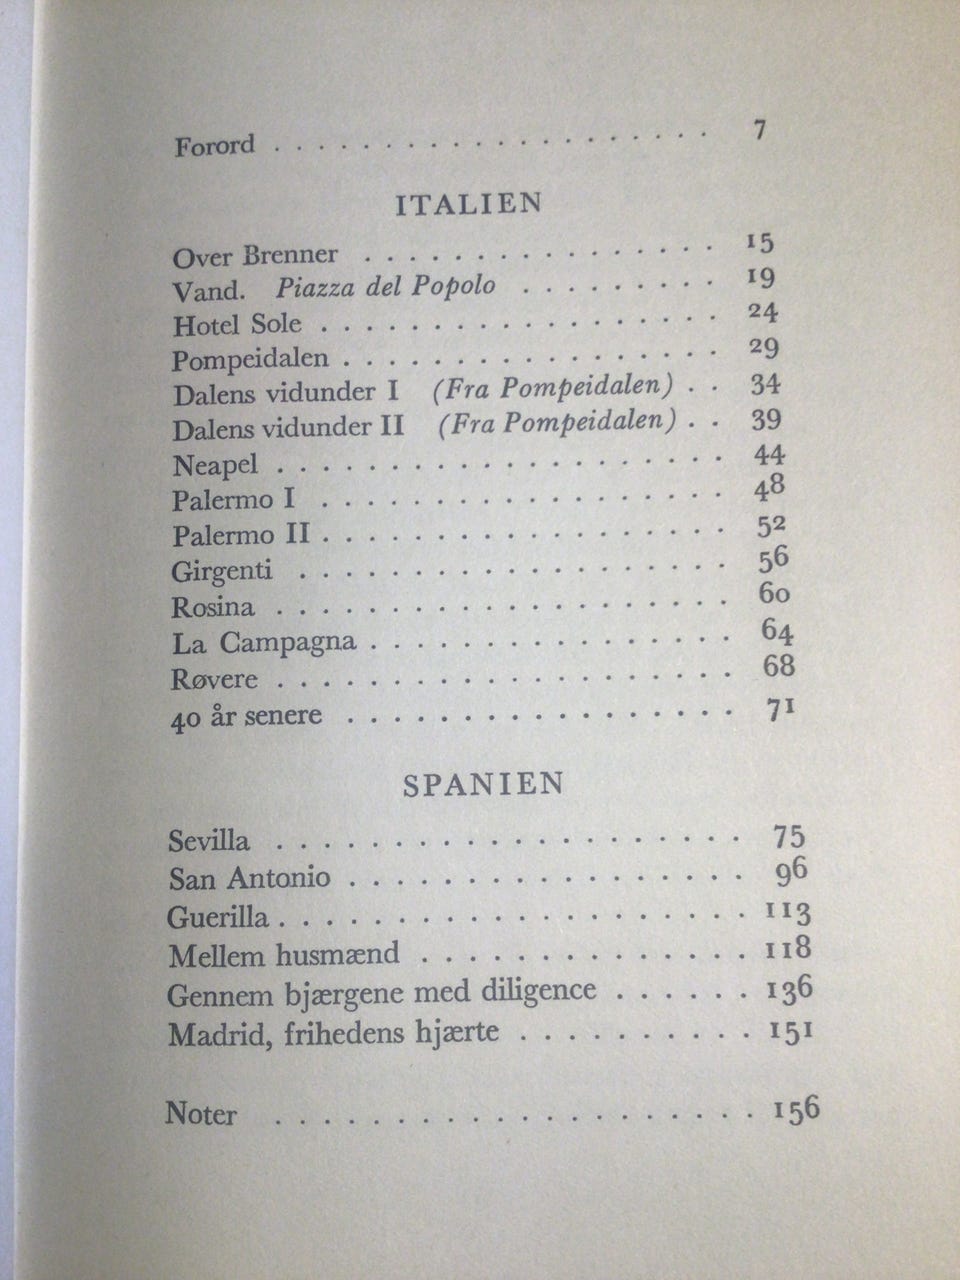 Forord . . . . . . . . . . . . . . . . . . . . 7
ITALIEN
Over Brenner . . . . . . . . . . . . . . . . 15
Vand. Piazza del Popolo . . . . . . . . . 19
Hotel Sole . . . . . . . . . . . . . . . . . . 24
Pompeidalen . . . . . . . . . . . . . . . . . 29
Dalens vidunder I (Fra Pompeidalen) . . 34
Dalens vidunder II (Fra Pompeidalen) . . 39
Neapel . . . . . . . . . . . . . . . . . . . . 44
Palermo I . . . . . . . . . . . . . . . . . . 48
Palermo II . . . . . . . . . . . . . . . . . . 52
Girgenti . . . . . . . . . . . . . . . . . . . 56
Rosina . . . . . . . . . . . . . . . . . . . . 60
La Campagna . . . . . . . . . . . . . . . . 64
Røvere . . . . . . . . . . . . . . . . . . . . 68
40 år senere . . . . . . . . . . . . . . . . . 71
SPANIEN
Sevilla . . . . . . . . . . . . . . . . . . . . 75
San Antonio . . . . . . . . . . . . . . . . . 96
Guerilla . . . . . . . . . . . . . . . . . . . . 113
Mellem husmænd . . . . . . . . . . . . . . 118
Gennem bjærgene med diligence . . . . . . 136
Madrid, frihedens hjærte . . . . . . . . . . 151
Noter . . . . . . . . . . . . . . . . . . . . . 156